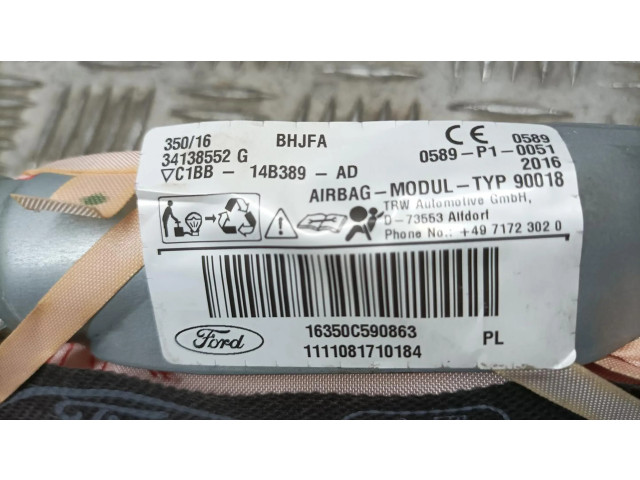 350/16 BHJFA
34138552 G
▽C1BB - 14B389 - AD
CE 0589
0589-P1-0051
2016
AIRBAG-MODUL-TYP 90018
TRW Automotive GmbH,
D-73553 Alldorf
Phone No.: +49 7172 302 0
16350C590863 PL
1111081710184
Ford